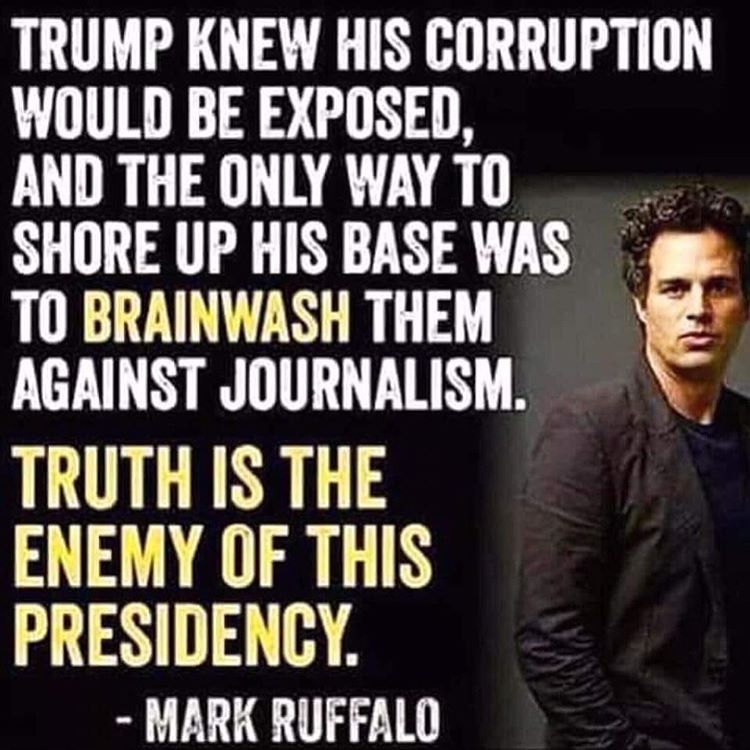 TRUMP KNEW HIS CORRUPTION
WOULD BE EXPOSED,
AND THE ONLY WAY TO
SHORE UP HIS BASE WAS
TO BRAINWASH THEM
AGAINST JOURNALISM.
TRUTH IS THE
ENEMY OF THIS
PRESIDENCY.
- MARK RUFFALO